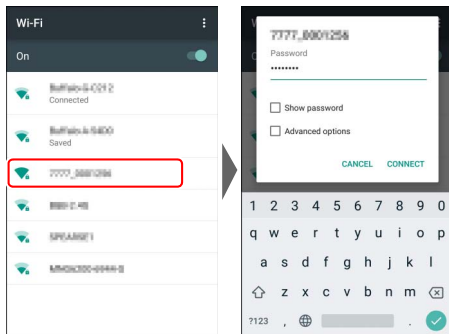 Wi-Fi
On
Connected
Saved
7777_0001256
7777_0001256
Password
••••••••
Show password
Advanced options
CANCEL CONNECT
1 2 3 4 5 6 7 8 9 0
q w e r t y u i o p
a s d f g h j k l
z x c v b n m
?123 , .